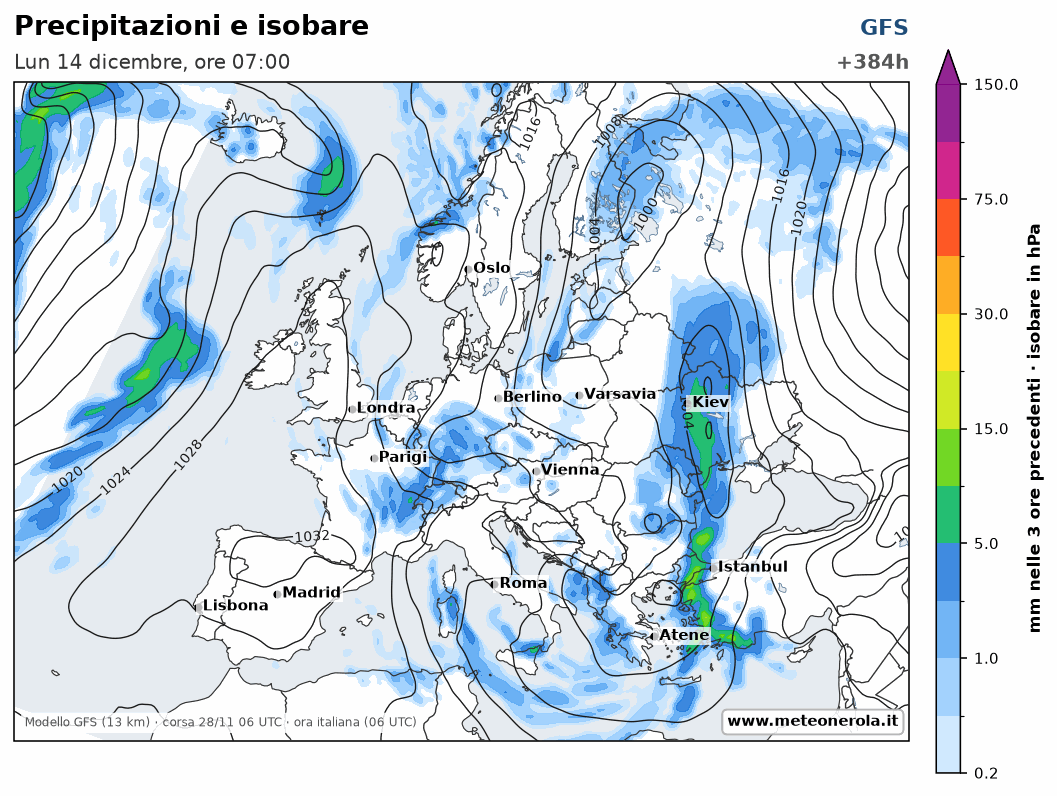 Precipitazioni e isobare
GFS
Lun 14 dicembre, ore 07:00
+384h
150.0
75.0
30.0
15.0
5.0
1.0
0.2
mm nelle 3 ore precedenti · isobare in hPa
1016
1008
1016
1020
1000
1004
Oslo
Berlino
Varsavia
Kiev
1004
Londra
Parigi
Vienna
1028
1024
1020
1032
Istanbul
Roma
Madrid
Lisbona
Atene
Modello GFS (13 km) · corsa 28/11 06 UTC · ora italiana (06 UTC)
www.meteonerola.it